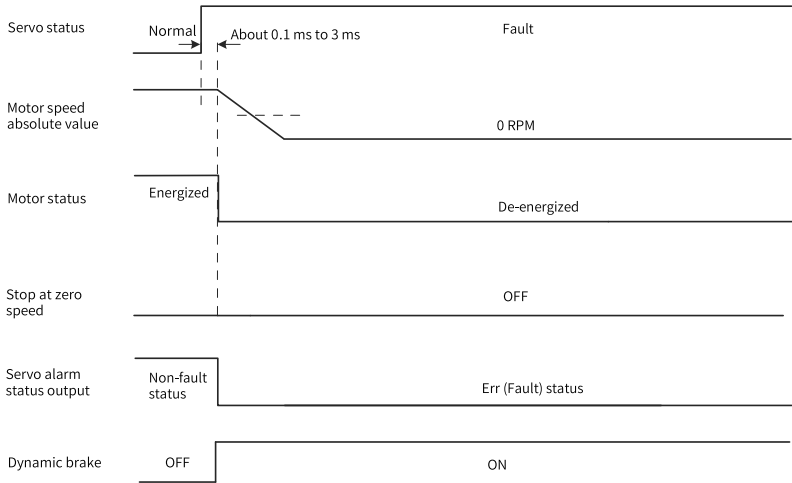 Servo status
Normal
About 0.1 ms to 3 ms
Fault
Motor speed
absolute value
0 RPM
Motor status
Energized
De-energized
Stop at zero
speed
OFF
Servo alarm
status output
Non-fault
status
Err (Fault) status
Dynamic brake
OFF
ON